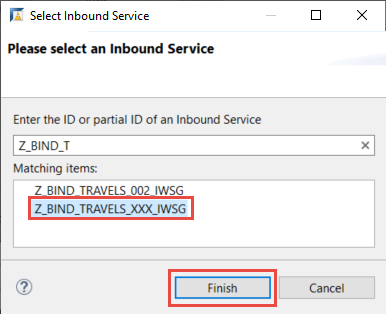 Select Inbound Service
Please select an Inbound Service
Enter the ID or partial ID of an Inbound Service
Z_BIND_T
Matching items:
Z_BIND_TRAVELS_002_IWSG
Z_BIND_TRAVELS_XXX_IWSG
Finish
Cancel